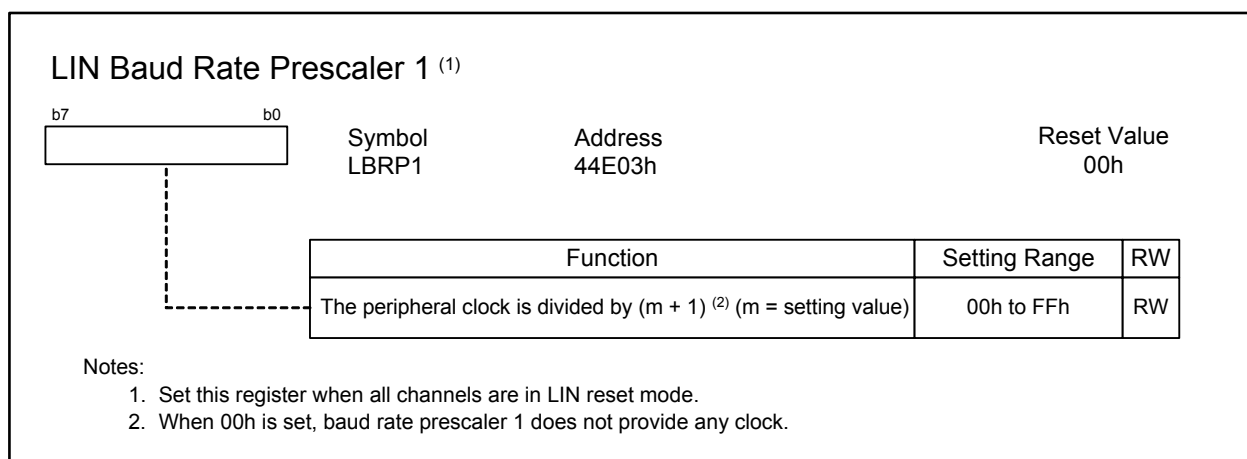 LIN Baud Rate Prescaler 1 (1)
b7 b0
Symbol Address Reset Value
LBRP1 44E03h 00h
Function Setting Range RW
The peripheral clock is divided by (m + 1) (2) (m = setting value) 00h to FFh RW
Notes:
1. Set this register when all channels are in LIN reset mode.
2. When 00h is set, baud rate prescaler 1 does not provide any clock.